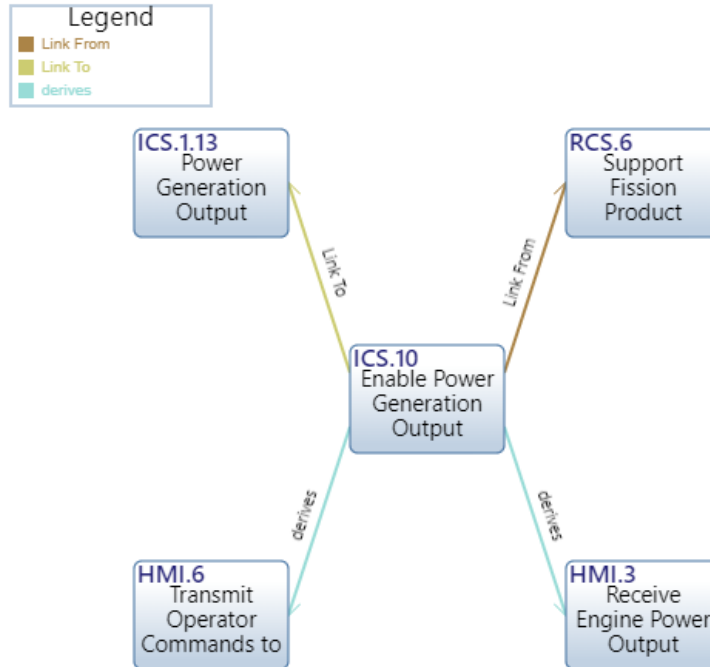 Legend
Link From
Link To
derives
ICS.1.13
Power
Generation
Output
RCS.6
Support
Fission
Product
Link To
Link From
ICS.10
Enable Power
Generation
Output
derives
derives
HMI.6
Transmit
Operator
Commands to
HMI.3
Receive
Engine Power
Output